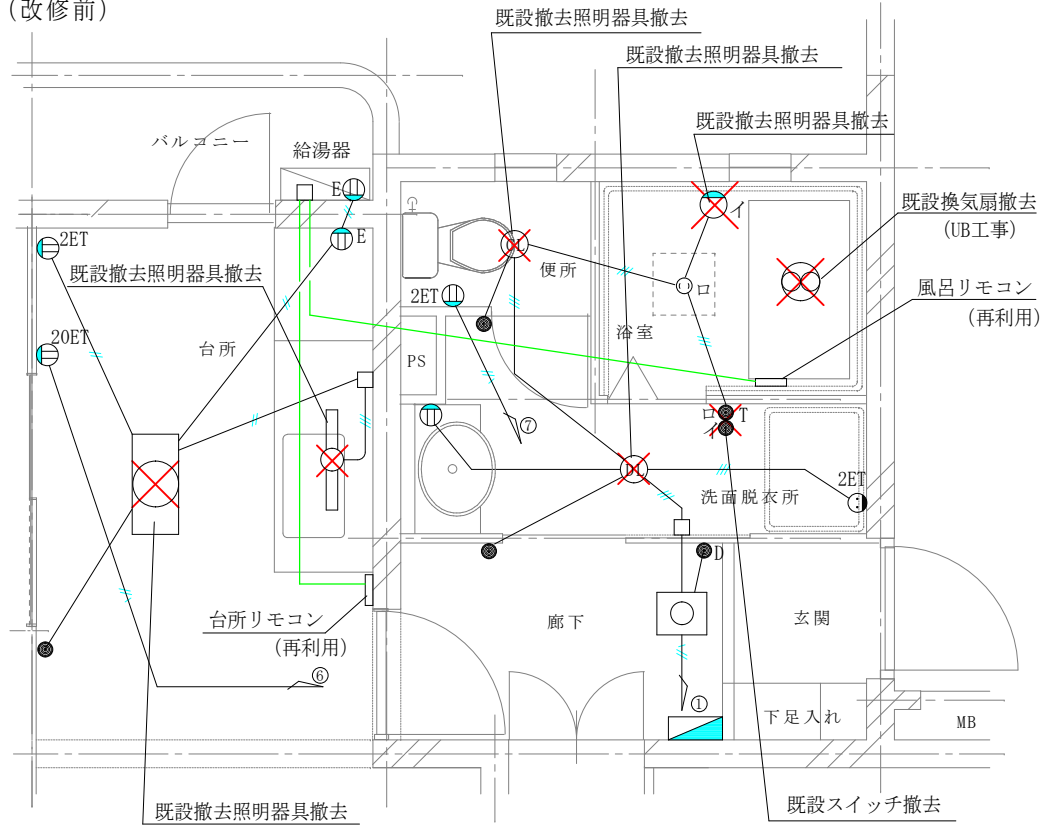 (改修前)
既設撤去照明器具撤去
既設撤去照明器具撤去
既設撤去照明器具撤去
バルコニー
給湯器
E
イ
既設換気扇撤去
(UB工事)
2ET
E
CL
便所
既設撤去照明器具撤去
2ET
ロ
風呂リモコン
(再利用)
20ET
台所
浴室
PS
⑦
ロ
T
イ
DL
2ET
洗面脱衣所
D
台所リモコン
(再利用)
廊下
玄関
⑥
①
下足入れ
MB
既設撤去照明器具撤去
既設スイッチ撤去